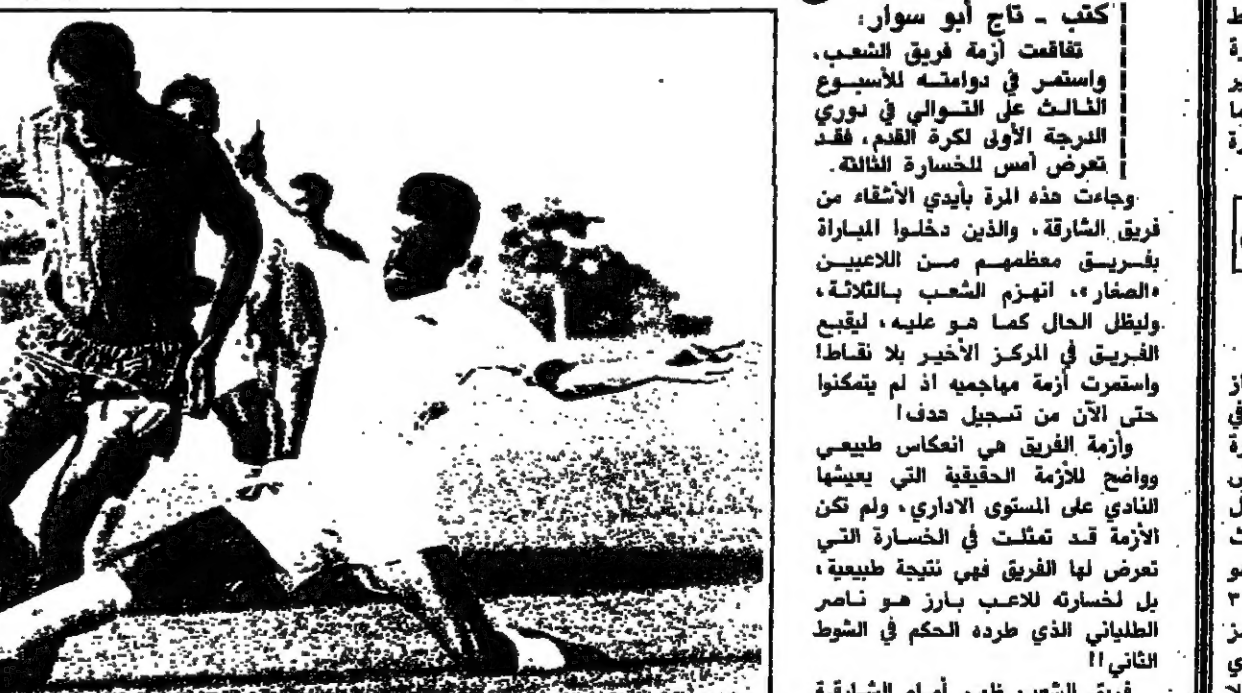 كتب - تاج أبو سوار:
تفاقمت أزمة فريق الشعب،
واستمر في دوامته للأسبوع
الثالث على التوالي في دوري
الدرجة الأولى لكرة القدم، فقد
تعرض أمس للخسارة الثالثة.
وجاءت هذه المرة بأيدي الأشقاء من
فريق الشارقة، والذين دخلوا المباراة
بفريق معظمهم من اللاعبين
«الصغار»، انهزم الشعب بالثلاثة،
وليظل الحال كما هو عليه، ليقبع
الفريق في المركز الأخير بلا نقاط!
واستمرت أزمة مهاجميه اذ لم يتمكنوا
حتى الآن من تسجيل هدف!
وأزمة الفريق هي انعكاس طبيعي
وواضح للأزمة الحقيقية التي يعيشها
النادي على المستوى الاداري، ولم تكن
الأزمة قد تمثلت في الخسارة التي
تعرض لها الفريق فهي نتيجة طبيعية،
بل لخسارته للاعب بارز هو ناصر
الطلياني الذي طرده الحكم في الشوط
الثاني!!